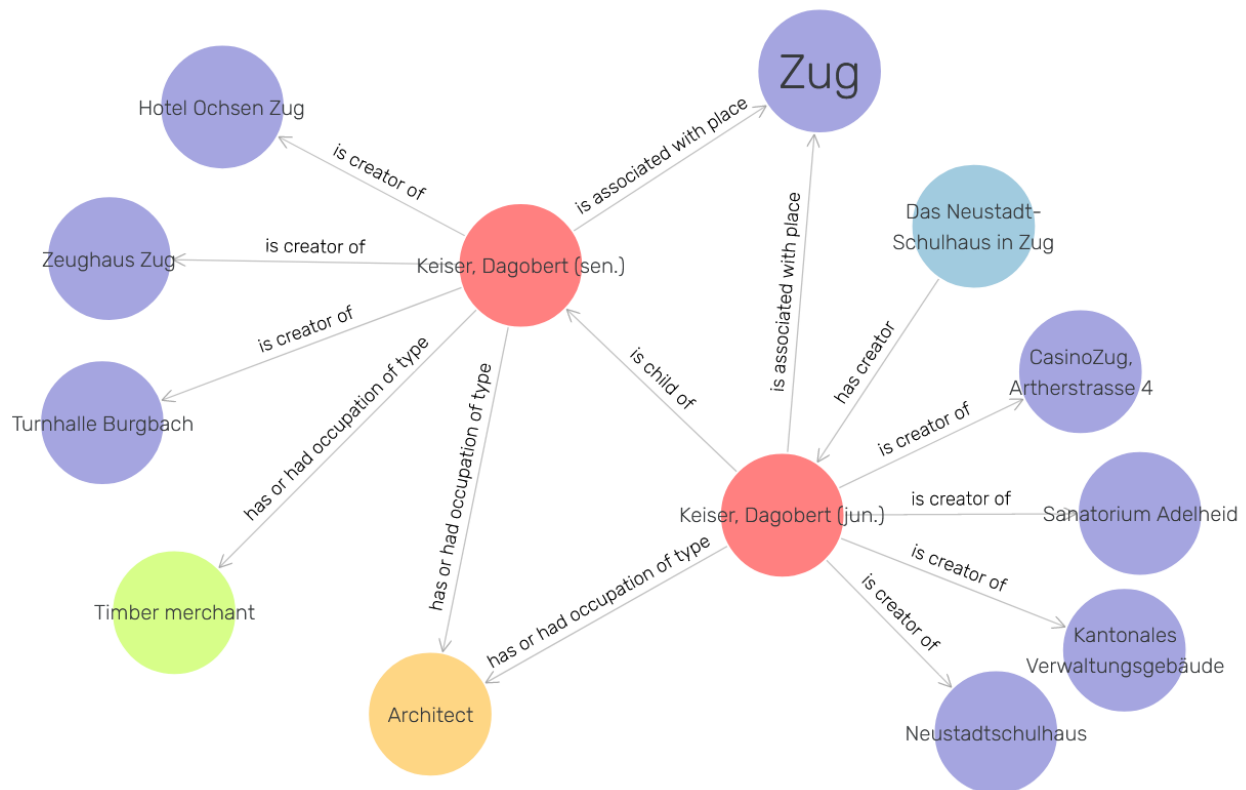 Zug
Hotel Ochsen Zug
is creator of
is associated with place
Das Neustadt-
Schulhaus in Zug
Zeughaus Zug
is creator of
Keiser, Dagobert (sen.)
is associated with place
has creator
is creator of
Turnhalle Burgbach
has or had occupation of type
has or had occupation of type
is child of
CasinoZug,
Artherstrasse 4
is creator of
Keiser, Dagobert (jun.)
is creator of
Sanatorium Adelheid
has or had occupation of type
is creator of
is creator of
Timber merchant
Kantonales
Verwaltungsgebäude
Architect
Neustadtschulhaus